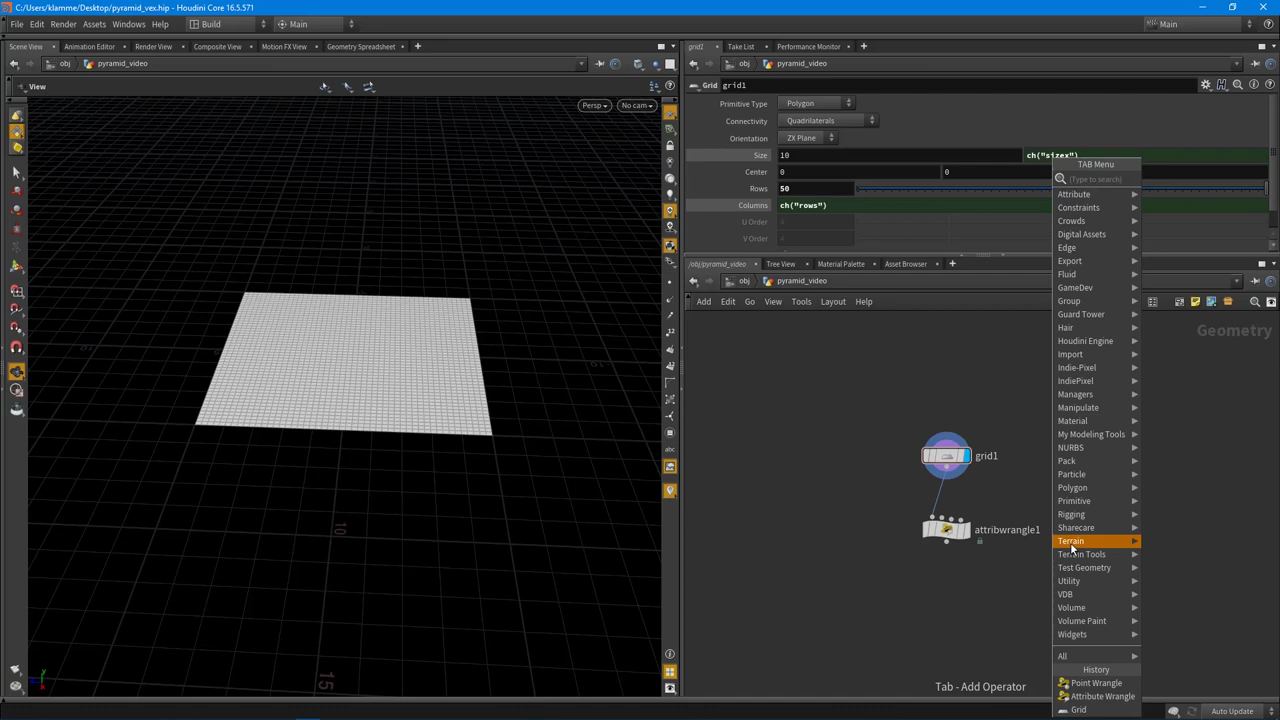 C:/Users/klamme/Desktop/pyramid_vex.hip - Houdini Core 16.5.571
File Edit Render Assets Windows Help Build Main Main
Scene View Animation Editor Render View Composite View Motion FX View Geometry Spreadsheet
obj pyramid_video
View
Persp No cam
10
15
abc
grid1 Take List Performance Monitor
obj pyramid_video
Grid grid1
Primitive Type Polygon
Connectivity Quadrilaterals
Orientation ZX Plane
Size 10 ch("sizex")
Center 0 0
Rows 50
Columns ch("rows")
U Order
V Order
/obj/pyramid_video Tree View Material Palette Asset Browser
obj pyramid_video
Add Edit Go View Tools Layout Help
Geometry
grid1
attribwrangle1
Tab - Add Operator
TAB Menu
(Type to search)
Attribute
Constraints
Crowds
Digital Assets
Edge
Export
Fluid
GameDev
Group
Guard Tower
Hair
Houdini Engine
Import
Indie-Pixel
IndiePixel
Managers
Manipulate
Material
My Modeling Tools
NURBS
Pack
Particle
Polygon
Primitive
Rigging
Sharecare
Terrain
Terrain Tools
Test Geometry
Utility
VDB
Volume
Volume Paint
Widgets
All
History
Point Wrangle
Attribute Wrangle
Grid
Auto Update